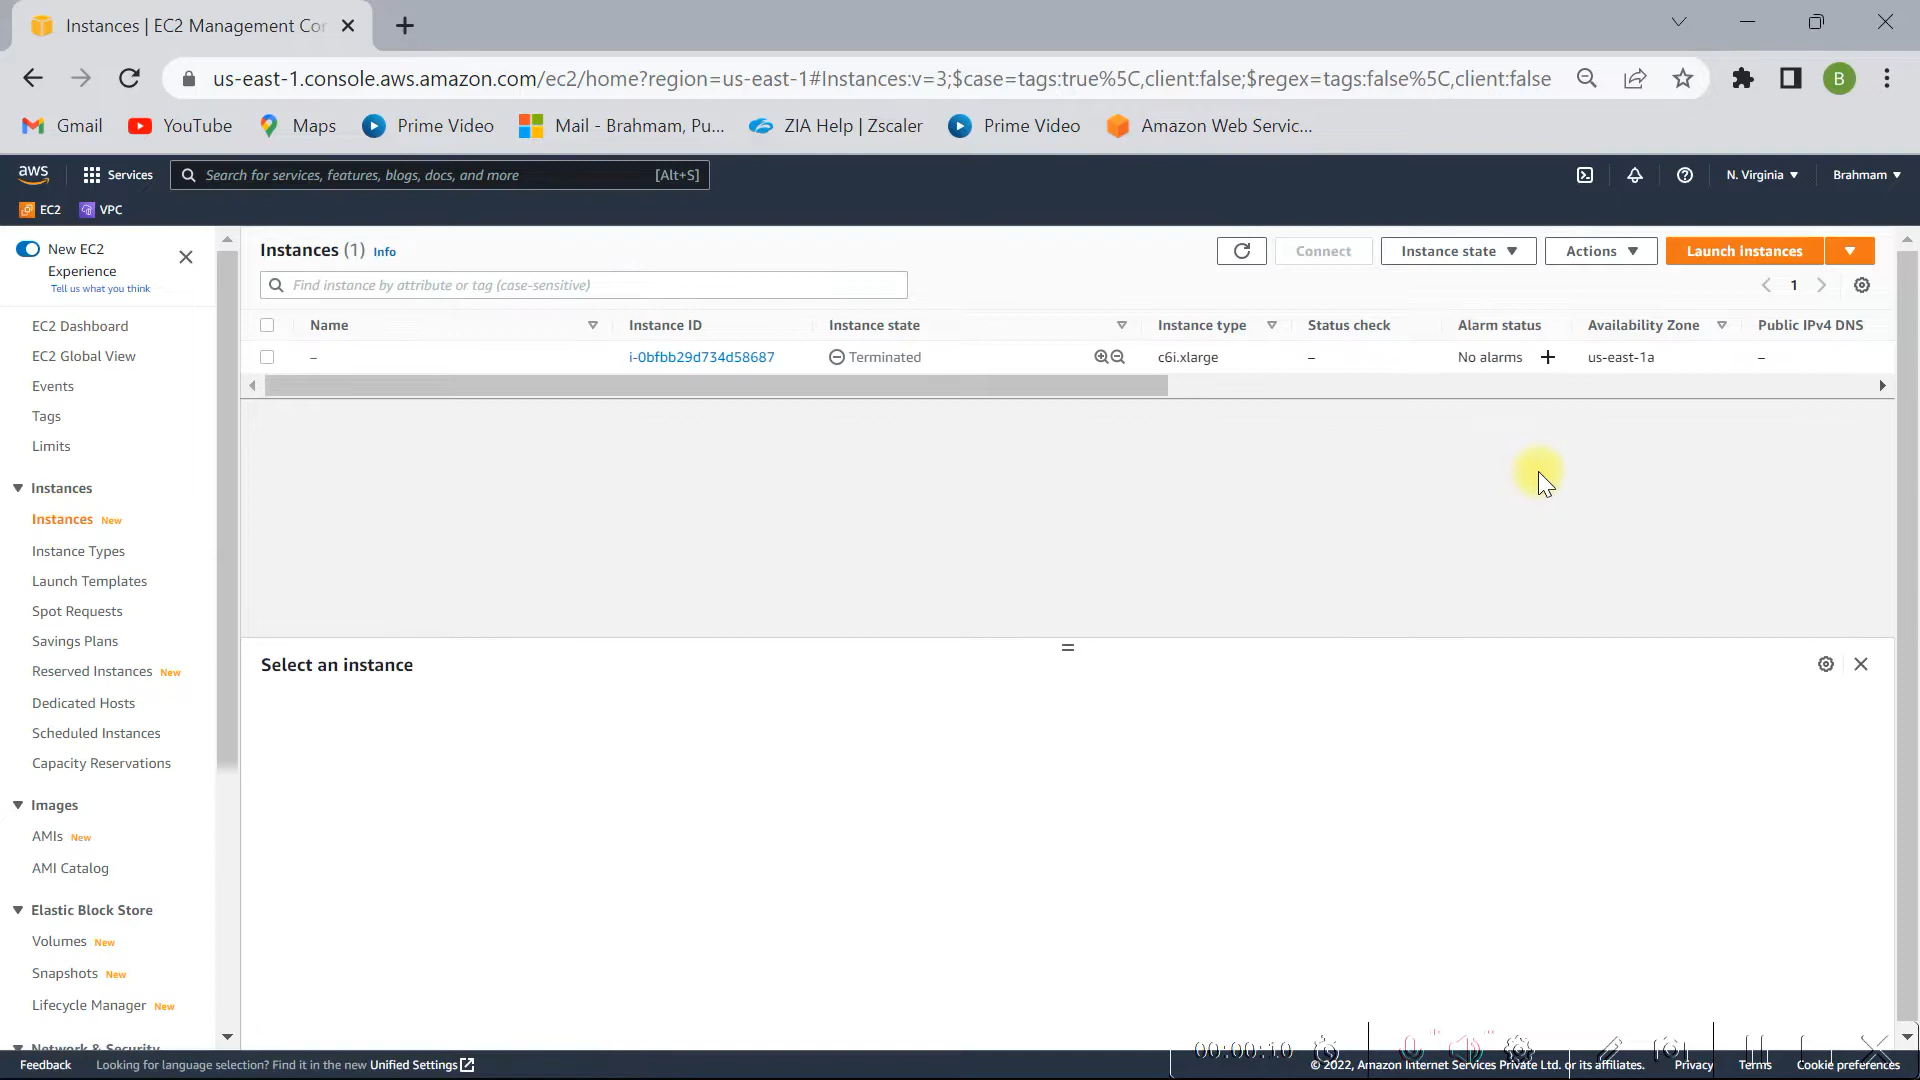 Instances | EC2 Management Co
us-east-1.console.aws.amazon.com/ec2/home?region=us-east-1#Instances:v=3;$case=tags:true%5C,client:false;$regex=tags:false%5C,client:false
B
Gmail
YouTube
Maps
Prime Video
Mail - Brahmam, Pu...
ZIA Help | Zscaler
Prime Video
Amazon Web Servic...
aws
Services
Search for services, features, blogs, docs, and more
[Alt+S]
N. Virginia
Brahmam
EC2
VPC
New EC2
Experience
Tell us what you think
EC2 Dashboard
EC2 Global View
Events
Tags
Limits
Instances
Instances New
Instance Types
Launch Templates
Spot Requests
Savings Plans
Reserved Instances New
Dedicated Hosts
Scheduled Instances
Capacity Reservations
Images
AMIs New
AMI Catalog
Elastic Block Store
Volumes New
Snapshots New
Lifecycle Manager New
Network & Security
Instances (1) Info
Connect
Instance state
Actions
Launch instances
Find instance by attribute or tag (case-sensitive)
1
Name Instance ID Instance state Instance type Status check Alarm status Availability Zone Public IPv4 DNS
– i-0bfbb29d734d58687 Terminated c6i.xlarge – No alarms + us-east-1a –
Select an instance
00:00:10
Feedback
Looking for language selection? Find it in the new Unified Settings
© 2022, Amazon Internet Services Private Ltd. or its affiliates.
Privacy
Terms
Cookie preferences